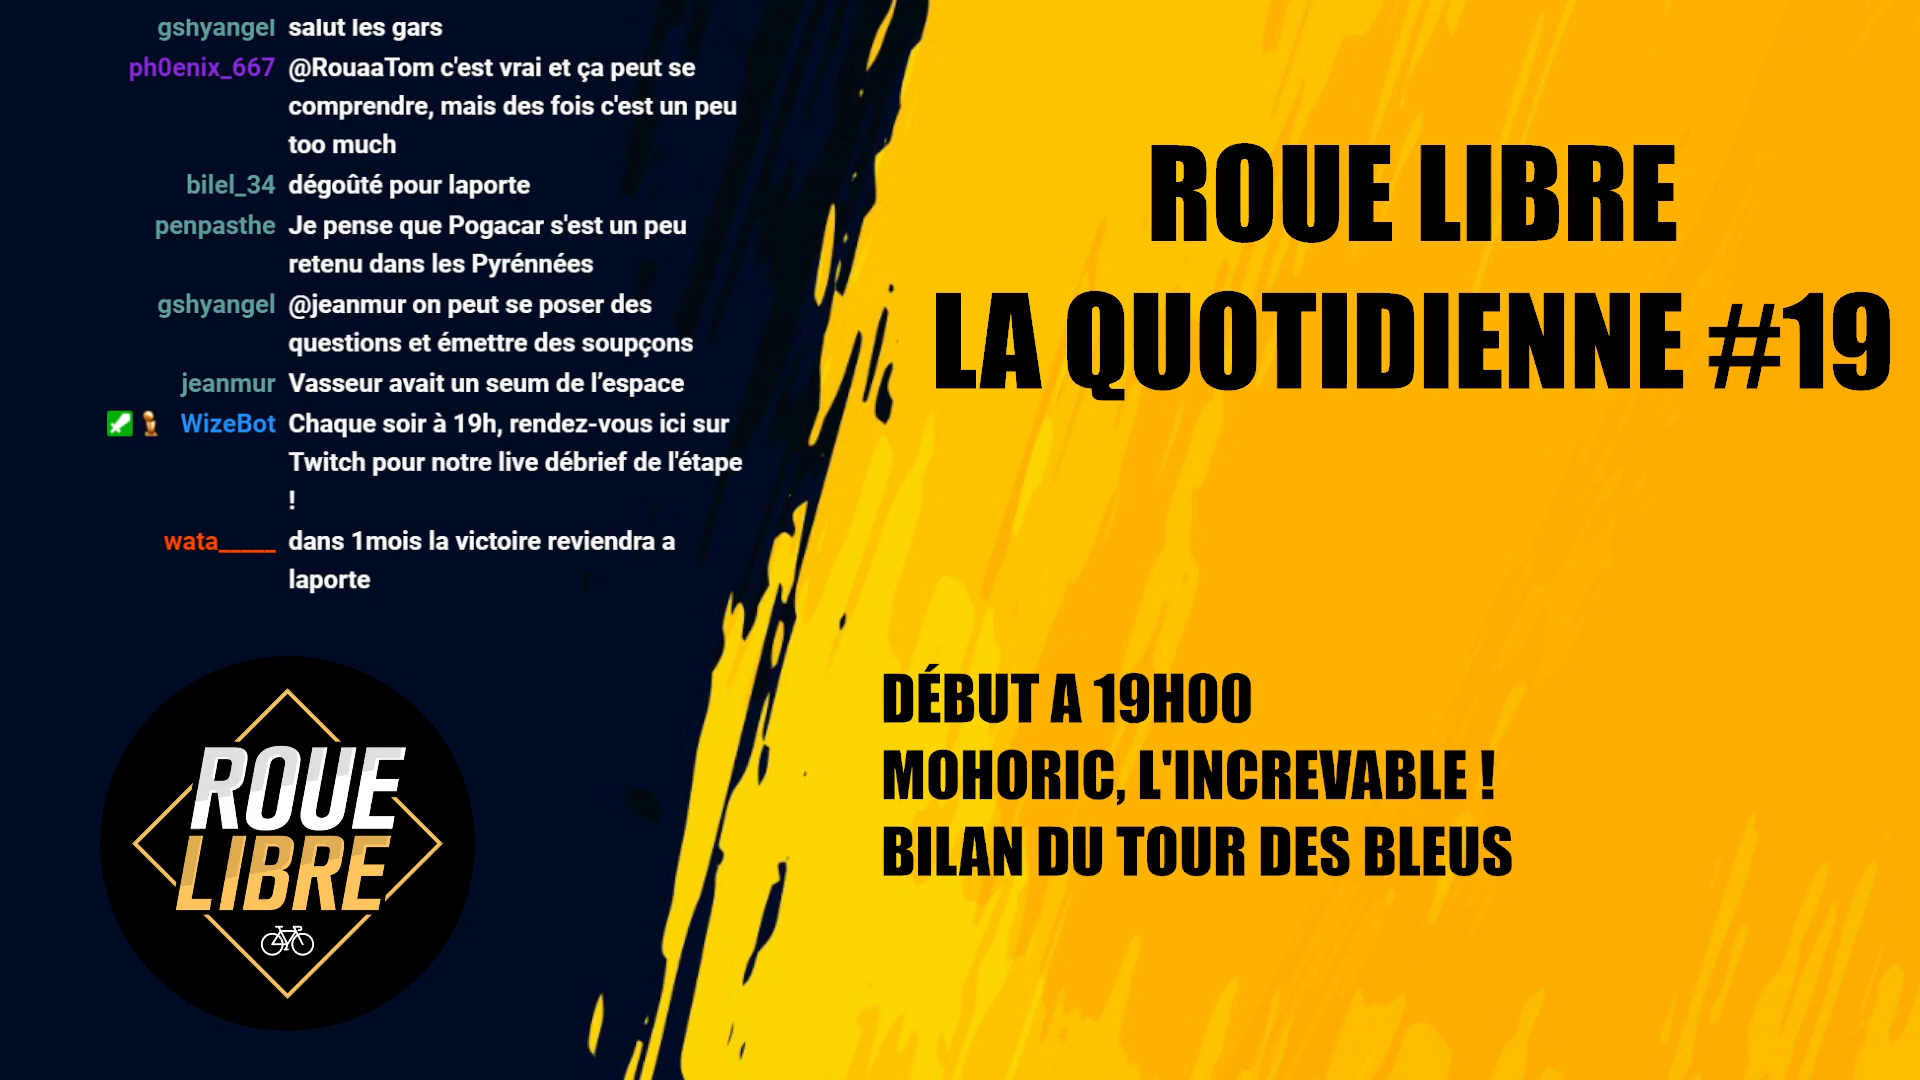 gshyangel salut les gars
ph0enix_667 @RouaaTom c'est vrai et ça peut se
comprendre, mais des fois c'est un peu
too much
bilel_34 dégoûté pour laporte
penpasthe Je pense que Pogacar s'est un peu
retenu dans les Pyrénnées
gshyangel @jeanmur on peut se poser des
questions et émettre des soupçons
jeanmur Vasseur avait un seum de l’espace
WizeBot Chaque soir à 19h, rendez-vous ici sur
Twitch pour notre live débrief de l'étape
!
wata_____ dans 1mois la victoire reviendra a
laporte
ROUE
LIBRE
ROUE LIBRE
LA QUOTIDIENNE #19
DÉBUT A 19H00
MOHORIC, L'INCREVABLE !
BILAN DU TOUR DES BLEUS